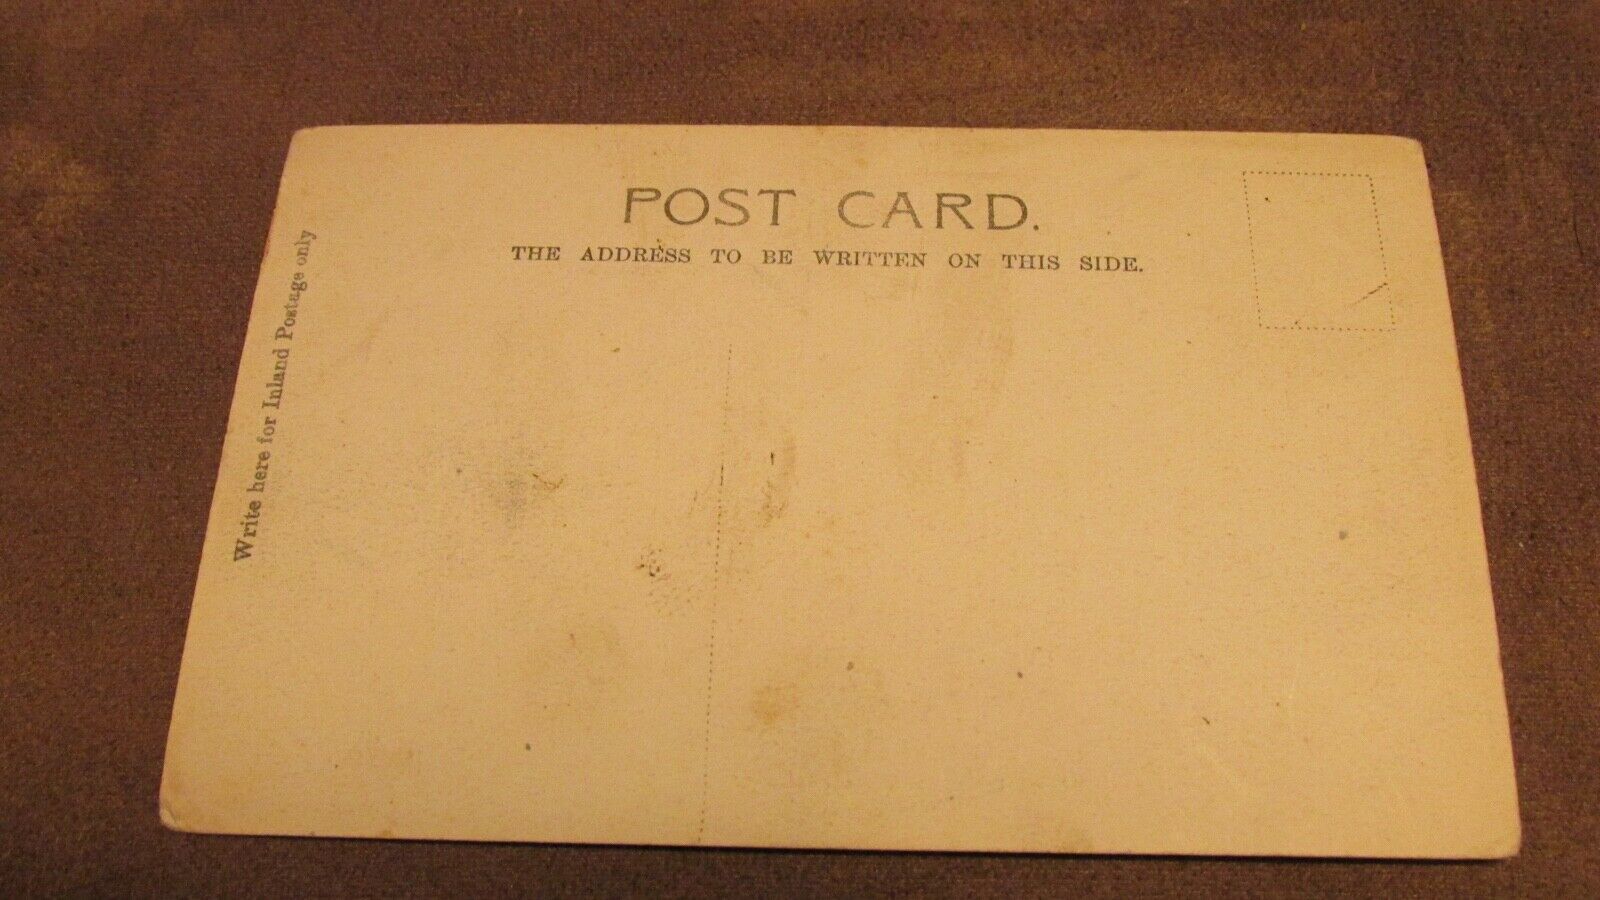 POST CARD.
THE ADDRESS TO BE WRITTEN ON THIS SIDE.
Write here for Inland Postage only